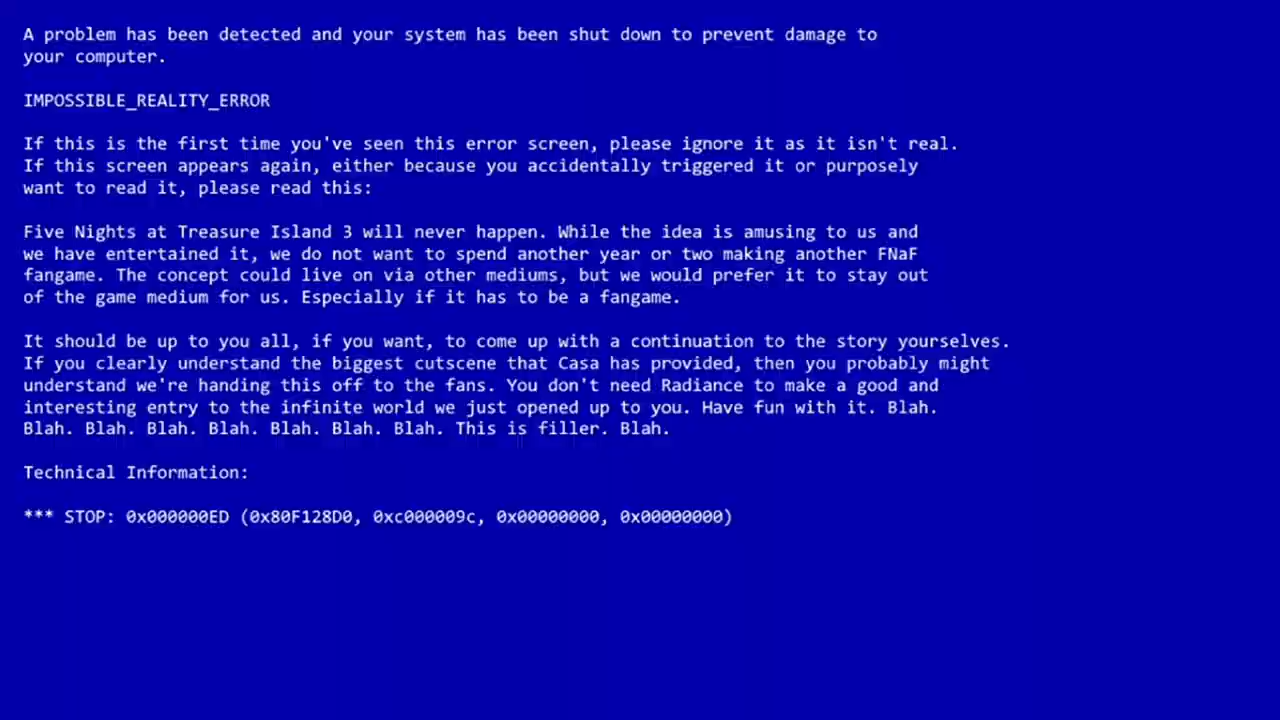 A problem has been detected and your system has been shut down to prevent damage to
your computer.
IMPOSSIBLE_REALITY_ERROR
If this is the first time you've seen this error screen, please ignore it as it isn't real.
If this screen appears again, either because you accidentally triggered it or purposely
want to read it, please read this:
Five Nights at Treasure Island 3 will never happen. While the idea is amusing to us and
we have entertained it, we do not want to spend another year or two making another FNaF
fangame. The concept could live on via other mediums, but we would prefer it to stay out
of the game medium for us. Especially if it has to be a fangame.
It should be up to you all, if you want, to come up with a continuation to the story yourselves.
If you clearly understand the biggest cutscene that Casa has provided, then you probably might
understand we're handing this off to the fans. You don't need Radiance to make a good and
interesting entry to the infinite world we just opened up to you. Have fun with it. Blah.
Blah. Blah. Blah. Blah. Blah. Blah. Blah. This is filler. Blah.
Technical Information:
*** STOP: 0x000000ED (0x80F128D0, 0xc000009c, 0x00000000, 0x00000000)